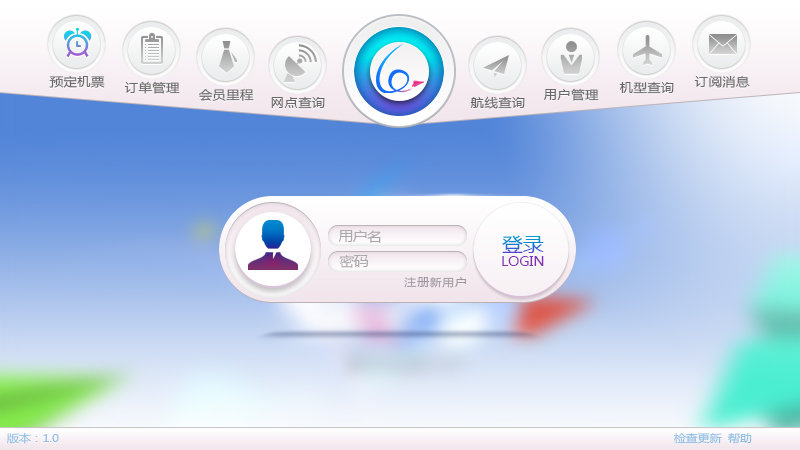 预定机票
订单管理
会员里程
网点查询
航线查询
用户管理
机型查询
订阅消息
用户名
密码
注册新用户
登录
LOGIN
版本：1.0
检查更新 帮助